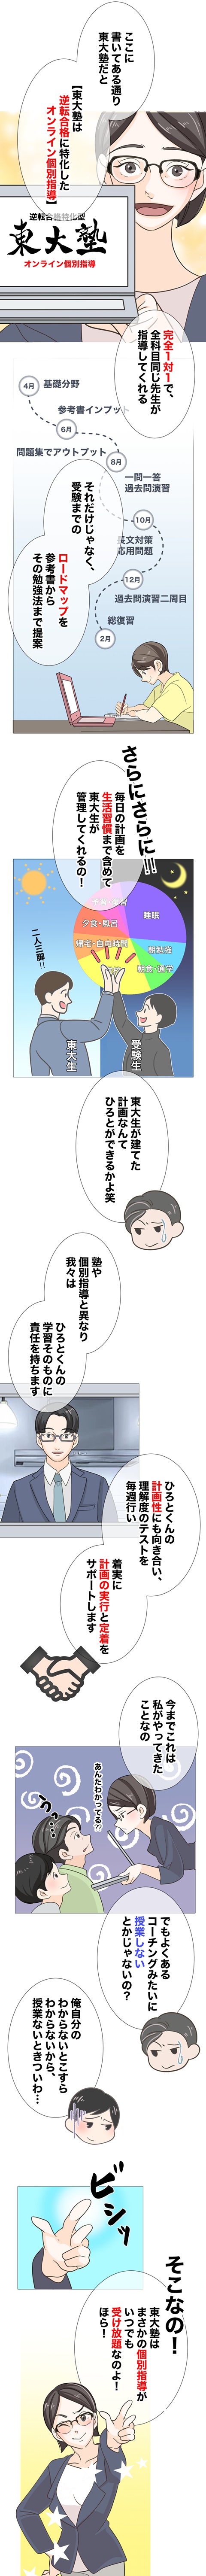 ここに
書いてある通り
東大塾だと
【東大塾は
逆転合格に特化した
オンライン個別指導】
逆転合格特化型
東大塾
オンライン個別指導
完全1対1で、
全科目同じ先生が
指導してくれる
4月
基礎分野
参考書インプット
6月
問題集でアウトプット
8月
一問一答
過去問演習
10月
長文対策
応用問題
12月
過去問演習二周目
総復習
2月
それだけじゃなく、
受験までの
ロードマップを
参考書から
その勉強法まで提案
さらにさらに!!
毎日の計画を
生活習慣まで含めて
東大生が
管理してくれるの！
睡眠
夕食・風呂
帰宅・自由時間
朝勉強
朝食・通学
二人三脚!!
東大生
受験生
東大生が建てた
計画なんて
ひろとができるかよ笑
塾や
個別指導と異なり
我々は
ひろとくんの
学習そのものに
責任を持ちます
ひろとくんの
計画性にも向き合い、
理解度のテストを
毎週行い
着実に
計画の実行と定着を
サポートします
今までこれは
私がやってきた
ことなの
あんたわかってる??
うっ…
でもよくある
コーチングみたいに
授業しない
とかじゃないの？
俺自分の
わからないとこすら
わからないから、
授業ないときついわ…
ビシッ
そこなの！
東大塾は
まさかの個別指導が
いつでも
受け放題なのよ！
ほら！